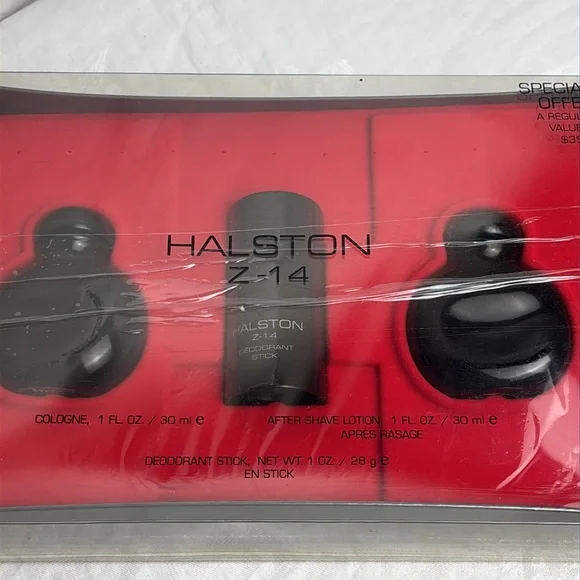 SPECIA
OFFE
A REGUL
VALUE
$35
HALSTON
Z-14
HALSTON
Z-14
DEODORANT
STICK
COLOGNE, 1 FL. OZ. / 30 ml e
AFTER SHAVE LOTION, 1 FL. OZ. / 30 ml e
APRÈS RASAGE
DEODORANT STICK, NET WT. 1 OZ. / 28 g e
EN STICK